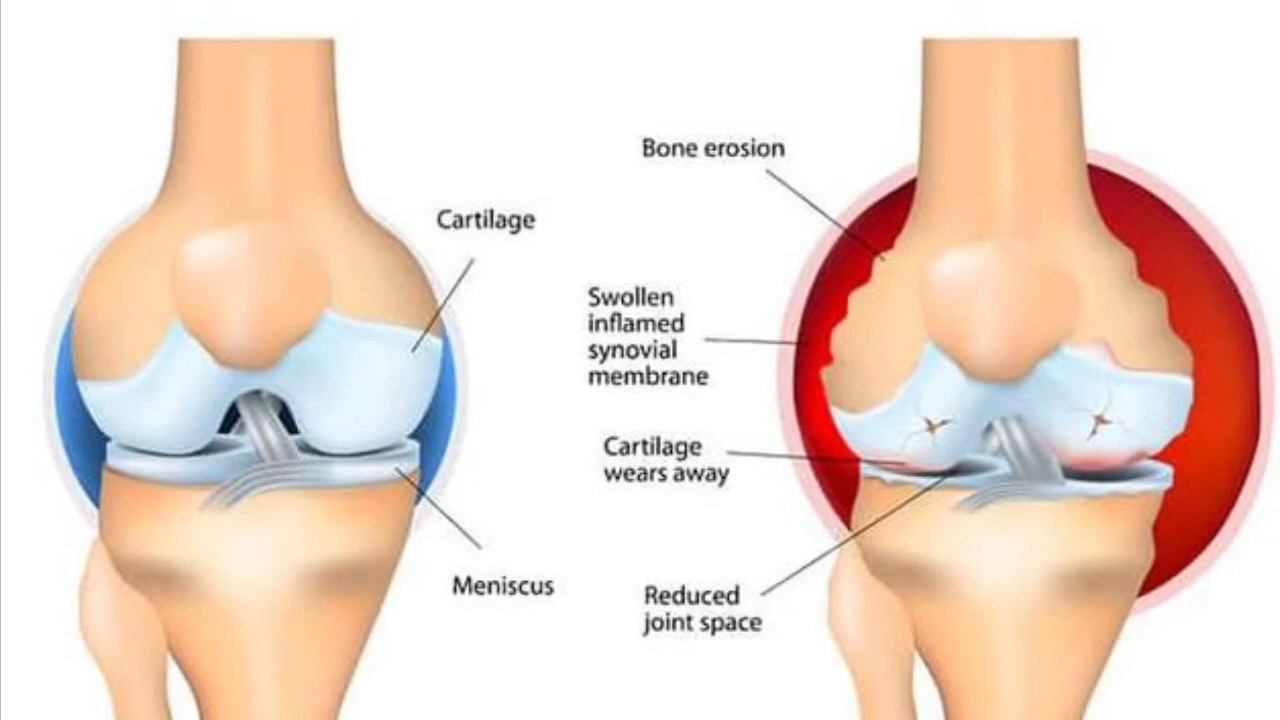 Cartilage
Meniscus
Bone erosion
Swollen
inflamed
synovial
membrane
Cartilage
wears away
Reduced
joint space